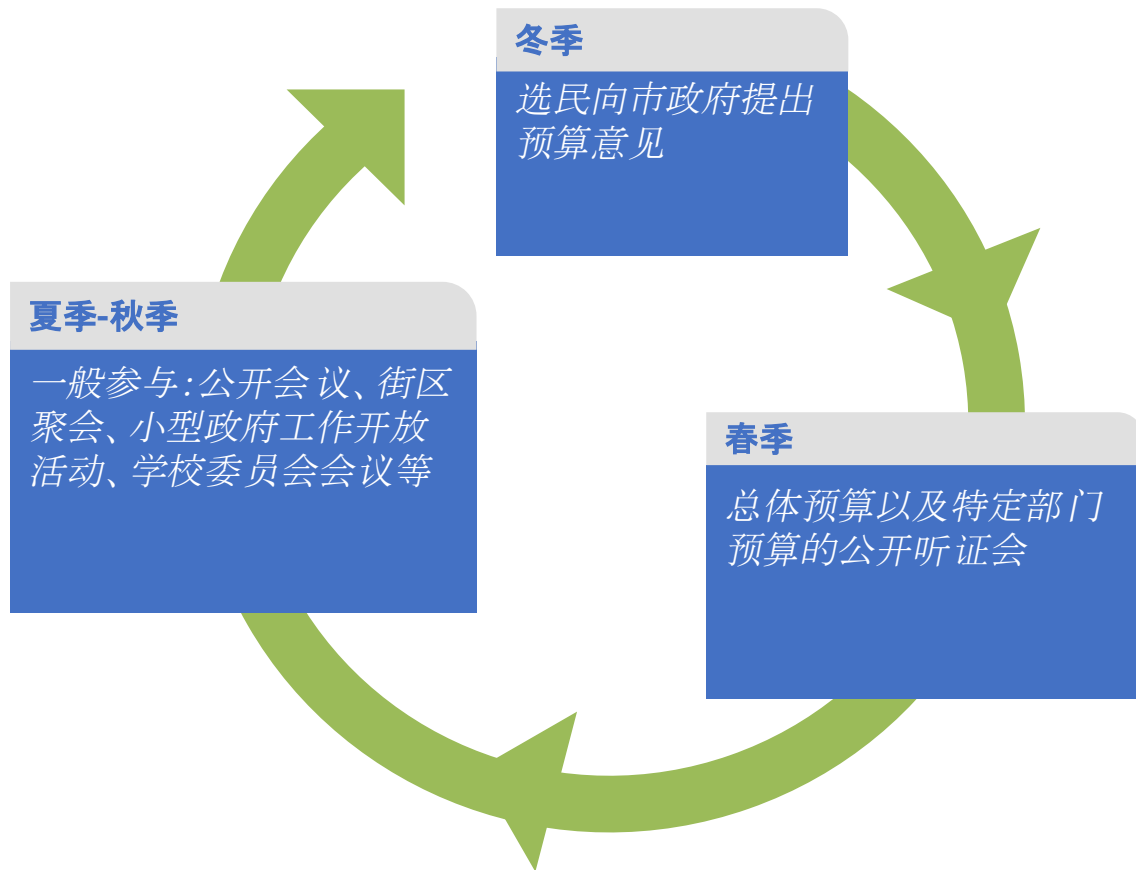 冬季
选民向市政府提出
预算意见
夏季-秋季
一般参与:公开会议、街区
聚会、小型政府工作开放
活动、学校委员会会议等
春季
总体预算以及特定部门
预算的公开听证会